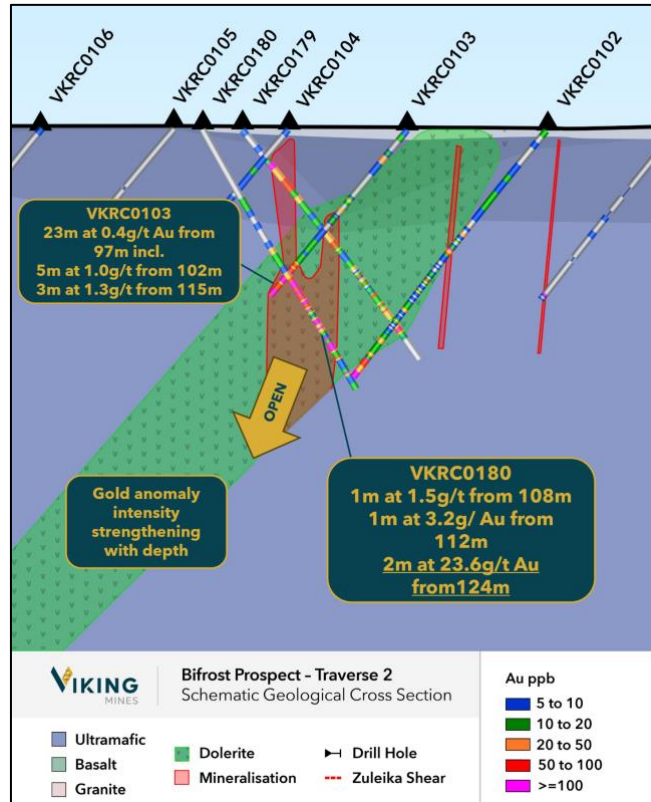 VKRC0106
VKRC0105
VKRC0180
VKRC0179
VKRC0104
VKRC0103
VKRC0102
VKRC0103
23m at 0.4g/t Au from
97m incl.
5m at 1.0g/t from 102m
3m at 1.3g/t from 115m
OPEN
Gold anomaly
intensity
strengthening
with depth
VKRC0180
1m at 1.5g/t from 108m
1m at 3.2g/ Au from
112m
2m at 23.6g/t Au
from124m
VIKING
MINES
Bifrost Prospect - Traverse 2
Schematic Geological Cross Section
Ultramafic
Basalt
Granite
Dolerite
Mineralisation
Drill Hole
Zuleika Shear
Au ppb
5 to 10
10 to 20
20 to 50
50 to 100
>=100